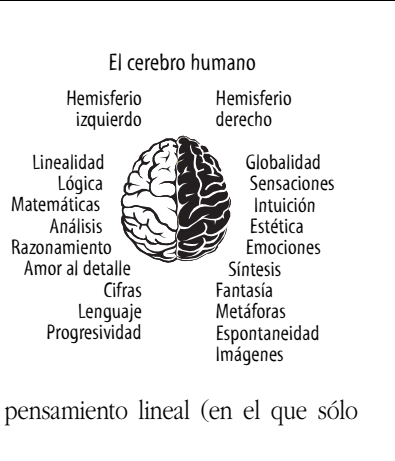 El cerebro humano
Hemisferio
izquierdo
Linealidad
Lógica
Matemáticas
Análisis
Razonamiento
Amor al detalle
Cifras
Lenguaje
Progresividad
Hemisferio
derecho
Globalidad
Sensaciones
Intuición
Estética
Emociones
Síntesis
Fantasía
Metáforas
Espontaneidad
Imágenes
pensamiento lineal (en el que sólo